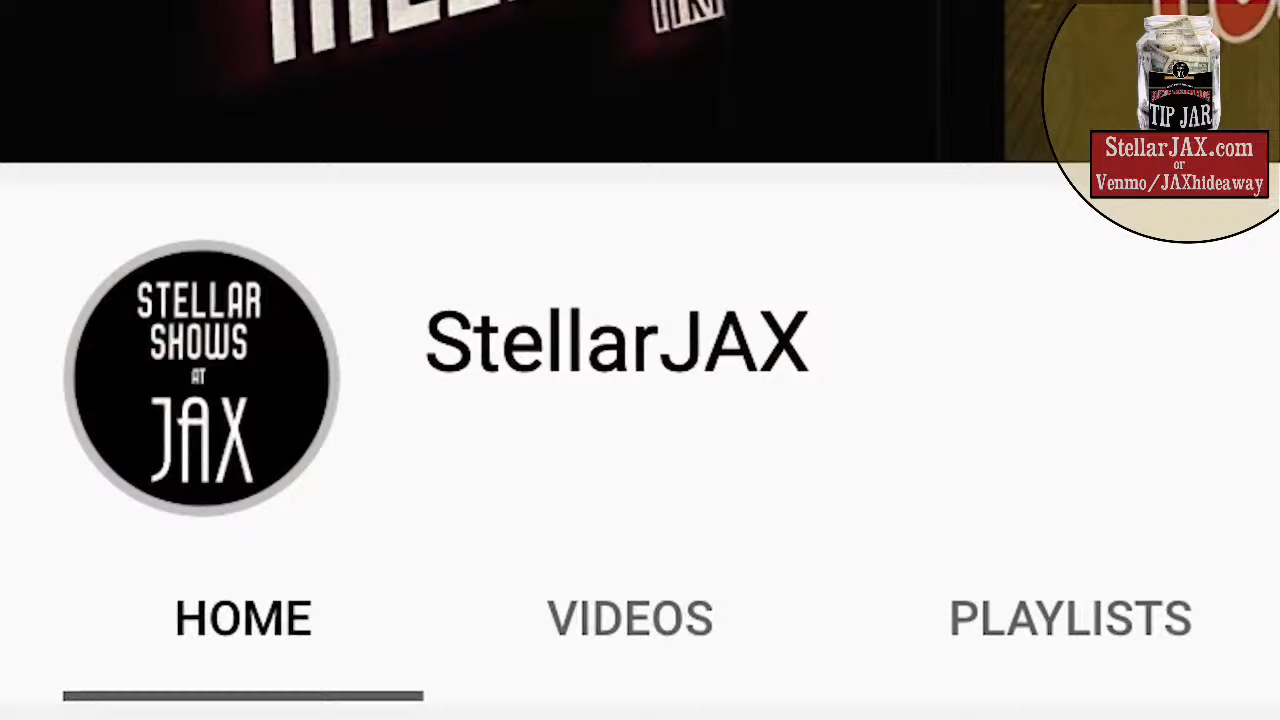 TIP JAR
StellarJAX.com
or
Venmo/JAXhideaway
STELLAR
SHOWS
AT
JAX
StellarJAX
HOME
VIDEOS
PLAYLISTS